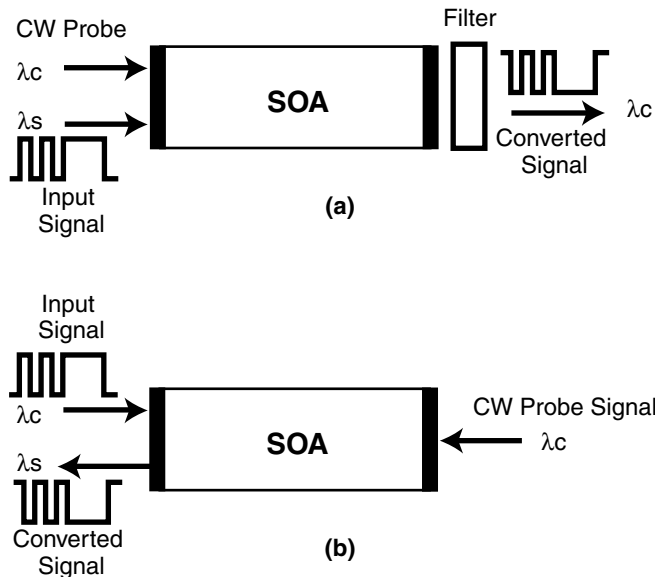 CW Probe
λc
λs
Input
Signal
SOA
Filter
λc
Converted
Signal
(a)
Input
Signal
λc
λs
Converted
Signal
SOA
CW Probe Signal
λc
(b)